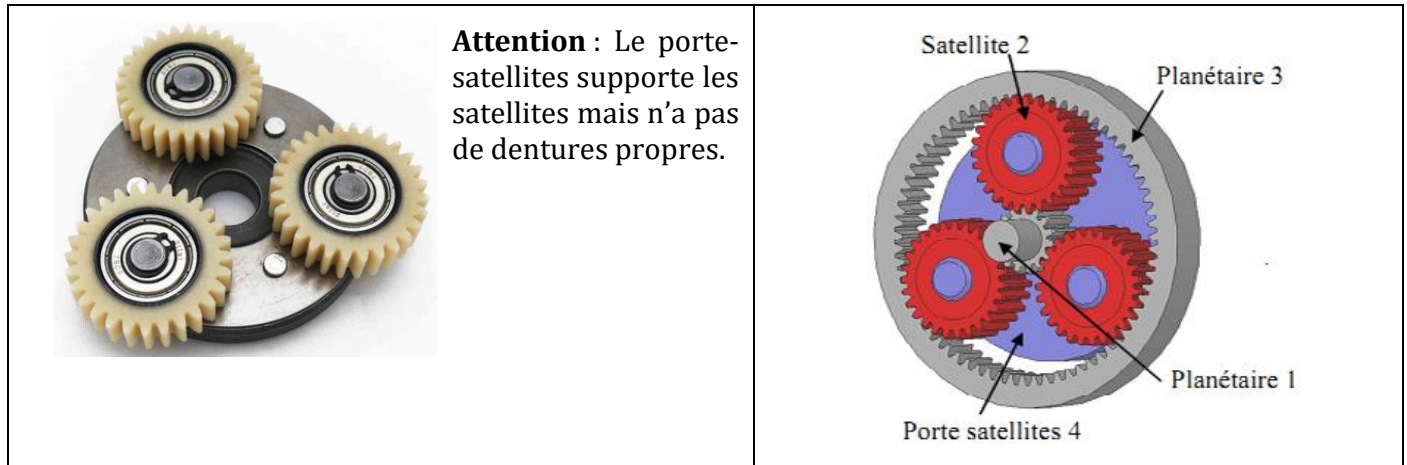 Attention : Le porte-
satellites supporte les
satellites mais n'a pas
de dentures propres.
Satellite 2
Planétaire 3
Planétaire 1
Porte satellites 4